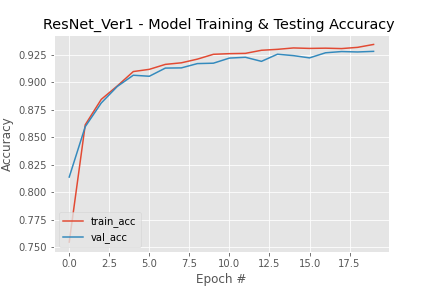 ResNet_Ver1 - Model Training & Testing Accuracy
Accuracy
0.925
0.900
0.875
0.850
0.825
0.800
0.775
0.750
train_acc
val_acc
0.0 2.5 5.0 7.5 10.0 12.5 15.0 17.5
Epoch #